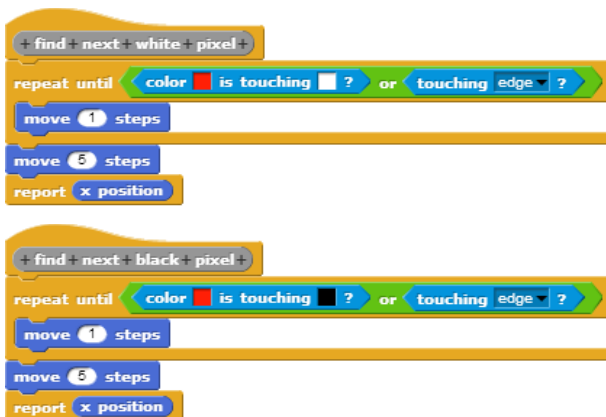 + find + next + white + pixel +
repeat until color is touching ? or touching edge ?
move 1 steps
move 5 steps
report x position
+ find + next + black + pixel +
repeat until color is touching ? or touching edge ?
move 1 steps
move 5 steps
report x position